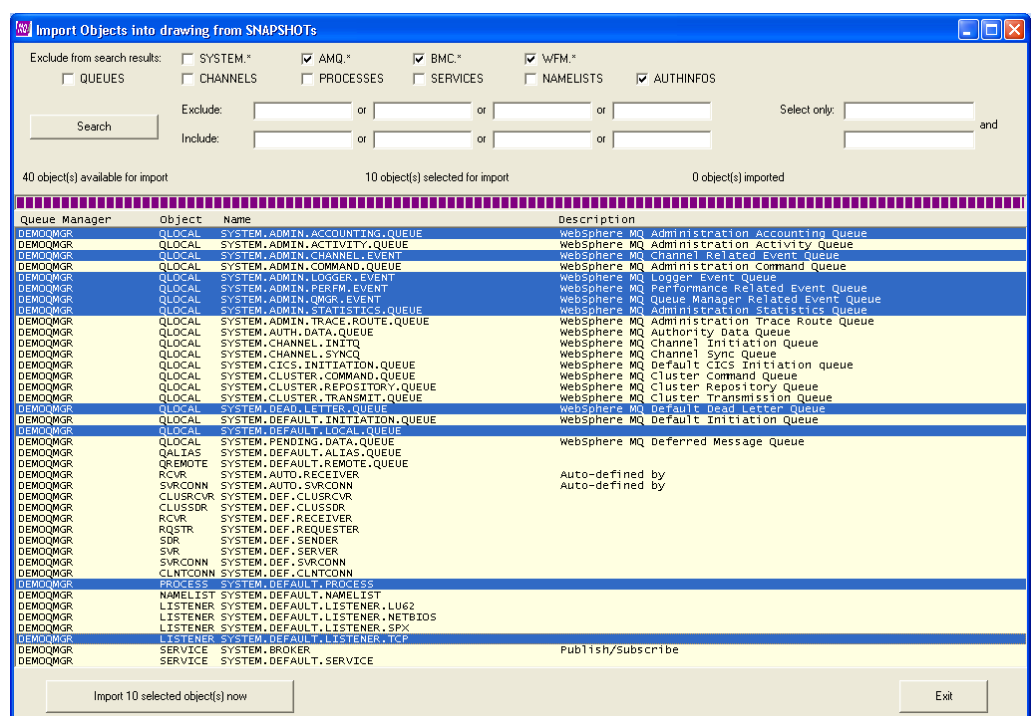 Import Objects into drawing from SNAPSHOTs
Exclude from search results: SYSTEM.* AMQ.* BMC.* WFM.*
QUEUES CHANNELS PROCESSES SERVICES NAMELISTS AUTHINFOS
Exclude: or or or Select only:
Search and
Include: or or or
40 object(s) available for import 10 object(s) selected for import 0 object(s) imported
Queue Manager Object Name Description
DEMOQMGR QLOCAL SYSTEM.ADMIN.ACCOUNTING.QUEUE WebSphere MQ Administration Accounting Queue
DEMOQMGR QLOCAL SYSTEM.ADMIN.ACTIVITY.QUEUE WebSphere MQ Administration Activity Queue
DEMOQMGR QLOCAL SYSTEM.ADMIN.CHANNEL.EVENT WebSphere MQ Channel Related Event Queue
DEMOQMGR QLOCAL SYSTEM.ADMIN.COMMAND.QUEUE WebSphere MQ Administration Command Queue
DEMOQMGR QLOCAL SYSTEM.ADMIN.LOGGER.EVENT WebSphere MQ Logger Event Queue
DEMOQMGR QLOCAL SYSTEM.ADMIN.PERFM.EVENT WebSphere MQ Performance Related Event Queue
DEMOQMGR QLOCAL SYSTEM.ADMIN.QMGR.EVENT WebSphere MQ Queue Manager Related Event Queue
DEMOQMGR QLOCAL SYSTEM.ADMIN.STATISTICS.QUEUE WebSphere MQ Administration Statistics Queue
DEMOQMGR QLOCAL SYSTEM.ADMIN.TRACE.ROUTE.QUEUE WebSphere MQ Administration Trace Route Queue
DEMOQMGR QLOCAL SYSTEM.AUTH.DATA.QUEUE WebSphere MQ Authority Data Queue
DEMOQMGR QLOCAL SYSTEM.CHANNEL.INITQ WebSphere MQ Channel Initiation Queue
DEMOQMGR QLOCAL SYSTEM.CHANNEL.SYNCQ WebSphere MQ Channel Sync Queue
DEMOQMGR QLOCAL SYSTEM.CICS.INITIATION.QUEUE WebSphere MQ Default CICS Initiation queue
DEMOQMGR QLOCAL SYSTEM.CLUSTER.COMMAND.QUEUE WebSphere MQ Cluster Command Queue
DEMOQMGR QLOCAL SYSTEM.CLUSTER.REPOSITORY.QUEUE WebSphere MQ Cluster Repository Queue
DEMOQMGR QLOCAL SYSTEM.CLUSTER.TRANSMIT.QUEUE WebSphere MQ Cluster Transmission Queue
DEMOQMGR QLOCAL SYSTEM.DEAD.LETTER.QUEUE WebSphere MQ Default Dead Letter Queue
DEMOQMGR QLOCAL SYSTEM.DEFAULT.INITIATION.QUEUE WebSphere MQ Default Initiation Queue
DEMOQMGR QLOCAL SYSTEM.DEFAULT.LOCAL.QUEUE
DEMOQMGR QLOCAL SYSTEM.PENDING.DATA.QUEUE WebSphere MQ Deferred Message Queue
DEMOQMGR QALIAS SYSTEM.DEFAULT.ALIAS.QUEUE
DEMOQMGR QREMOTE SYSTEM.DEFAULT.REMOTE.QUEUE
DEMOQMGR RCVR SYSTEM.AUTO.RECEIVER Auto-defined by
DEMOQMGR SVRCONN SYSTEM.AUTO.SVRCONN Auto-defined by
DEMOQMGR CLUSRCVR SYSTEM.DEF.CLUSRCVR
DEMOQMGR CLUSSDR SYSTEM.DEF.CLUSSDR
DEMOQMGR RCVR SYSTEM.DEF.RECEIVER
DEMOQMGR RQSTR SYSTEM.DEF.REQUESTER
DEMOQMGR SDR SYSTEM.DEF.SENDER
DEMOQMGR SVR SYSTEM.DEF.SERVER
DEMOQMGR SVRCONN SYSTEM.DEF.SVRCONN
DEMOQMGR CLNTCONN SYSTEM.DEF.CLNTCONN
DEMOQMGR PROCESS SYSTEM.DEFAULT.PROCESS
DEMOQMGR NAMELIST SYSTEM.DEFAULT.NAMELIST
DEMOQMGR LISTENER SYSTEM.DEFAULT.LISTENER.LU62
DEMOQMGR LISTENER SYSTEM.DEFAULT.LISTENER.NETBIOS
DEMOQMGR LISTENER SYSTEM.DEFAULT.LISTENER.SPX
DEMOQMGR LISTENER SYSTEM.DEFAULT.LISTENER.TCP
DEMOQMGR SERVICE SYSTEM.BROKER Publish/Subscribe
DEMOQMGR SERVICE SYSTEM.DEFAULT.SERVICE
Import 10 selected object(s) now Exit